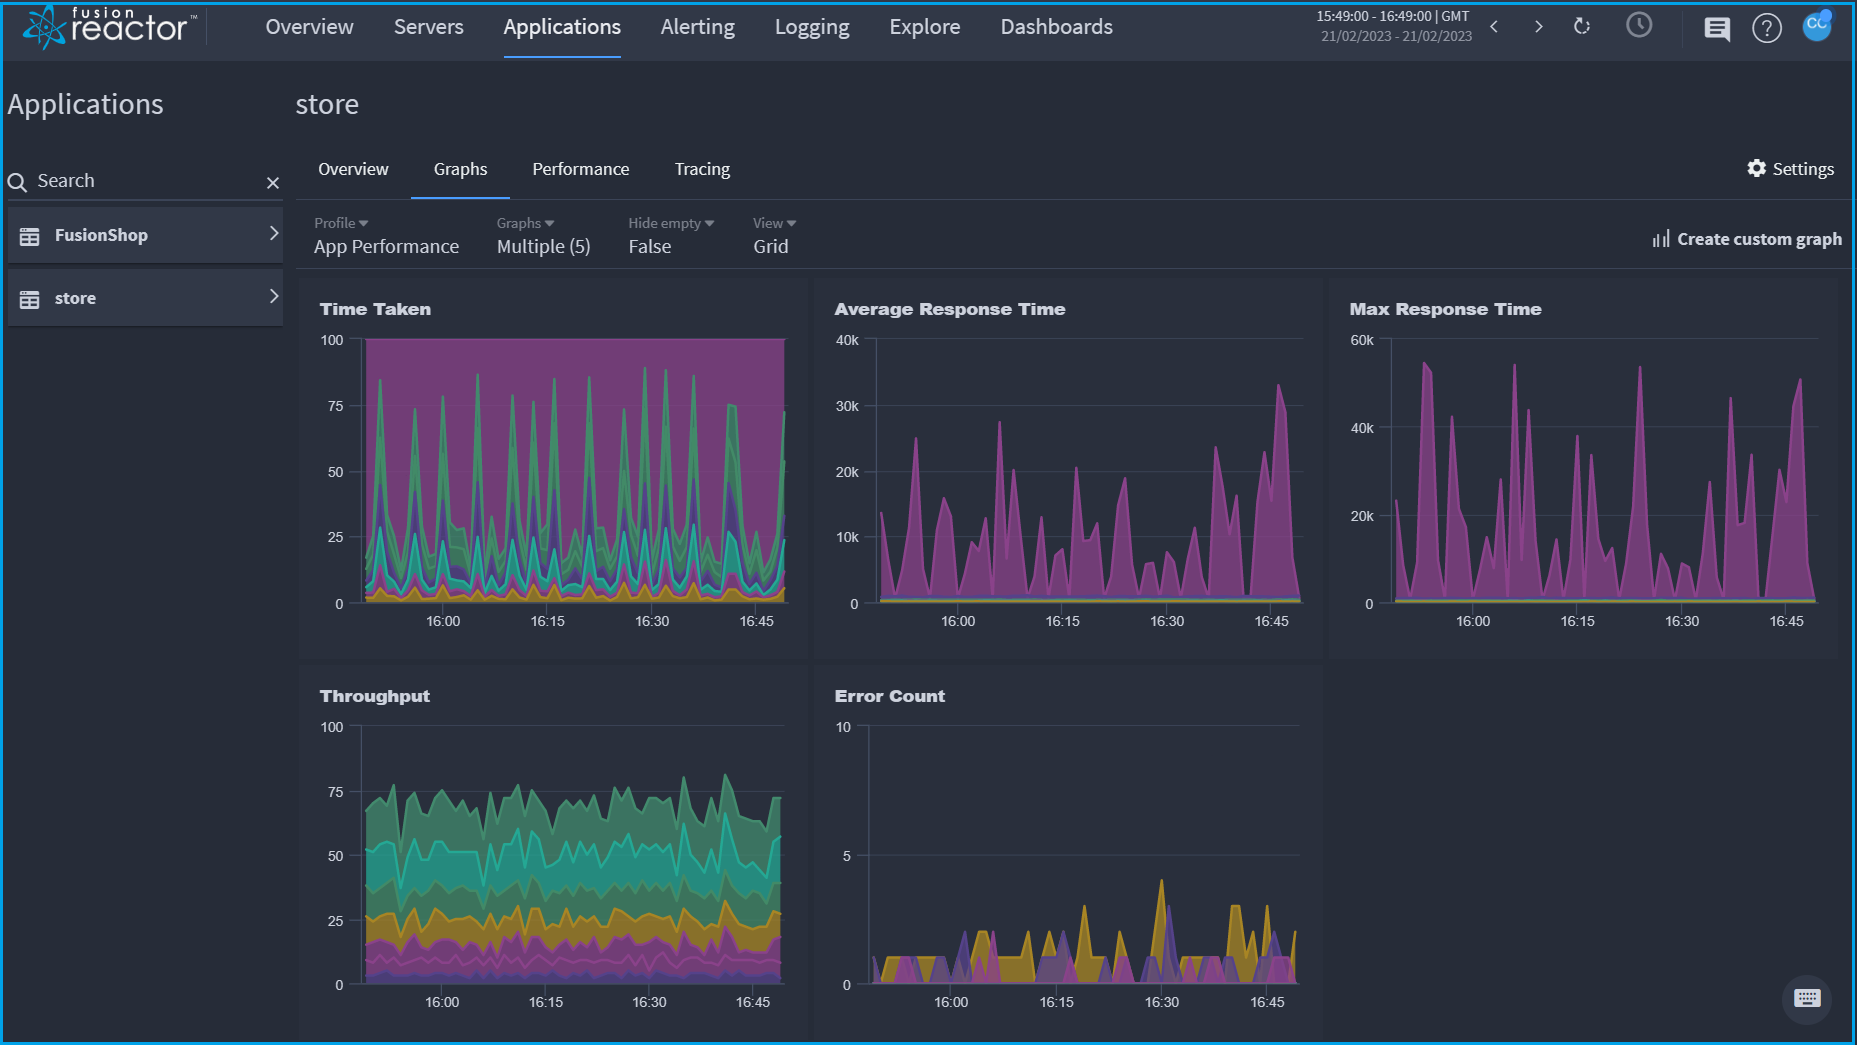 fusion
reactor™
Overview
Servers
Applications
Alerting
Logging
Explore
Dashboards
15:49:00 - 16:49:00 | GMT
21/02/2023 - 21/02/2023
?
CC
Applications
store
Search
FusionShop
store
Overview
Graphs
Performance
Tracing
Settings
Profile
App Performance
Graphs
Multiple (5)
Hide empty
False
View
Grid
Create custom graph
Time Taken
100
75
50
25
0
16:00
16:15
16:30
16:45
Average Response Time
40k
30k
20k
10k
0
16:00
16:15
16:30
16:45
Max Response Time
60k
40k
20k
0
16:00
16:15
16:30
16:45
Throughput
100
75
50
25
0
16:00
16:15
16:30
16:45
Error Count
10
5
0
16:00
16:15
16:30
16:45